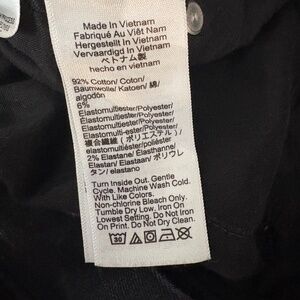 Made In Vietnam
Fabriqué Au Việt Nam
Hergestellt In Vietnam
Vervaardigd In Vietnam
ベトナム製
hecho en vietnam
92% Cotton/ Coton/
Baumwolle/ Katoen/ 綿/
algodón
6%
Elastomultiester/Polyester/
Elastomultiester/Polyester/
Elastomulti-ester/Polyester/
Elastomultiester/Polyester/
複合繊維 (ポリエステル) /
elastomultiéster/poliéster
2% Elastane/ Elasthanne/
Elastan/ Elastaan/ ポリウレ
タン/ elastano
Turn Inside Out. Gentle
Cycle. Machine Wash Cold.
With Like Colors.
Non-chlorine Bleach Only.
Tumble Dry Low. Iron On
Lowest Setting. Do Not Iron
On Print. Do Not Dry Clean.
30